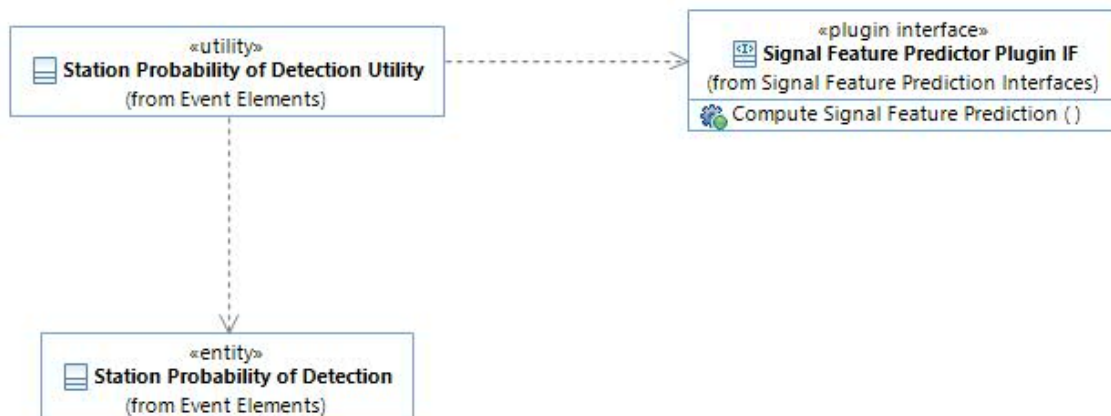 «utility»
Station Probability of Detection Utility
(from Event Elements)
«plugin interface»
Signal Feature Predictor Plugin IF
(from Signal Feature Prediction Interfaces)
Compute Signal Feature Prediction ( )
«entity»
Station Probability of Detection
(from Event Elements)